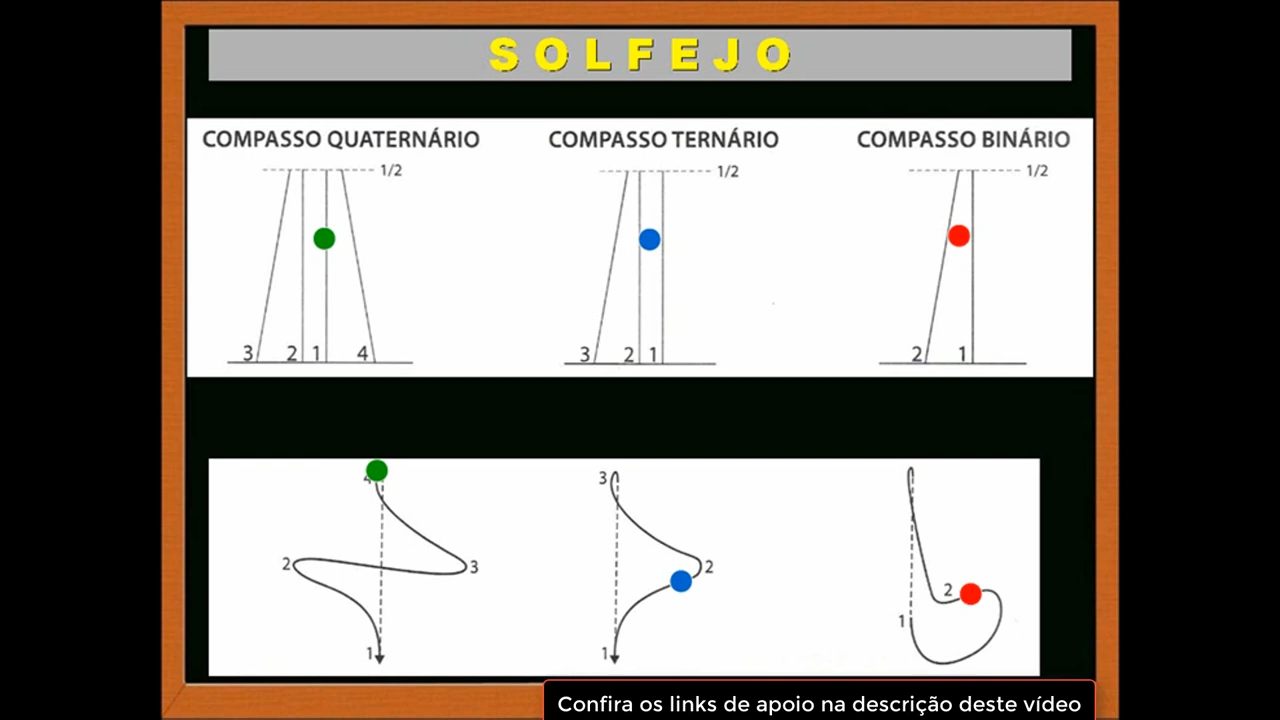 SOLFEJO
COMPASSO QUATERNÁRIO
COMPASSO TERNÁRIO
COMPASSO BINÁRIO
1/2
1/2
1/2
3 2 1 4
3 2 1
2 1
4
2
3
1
3
2
1
2
1
Confira os links de apoio na descrição deste vídeo